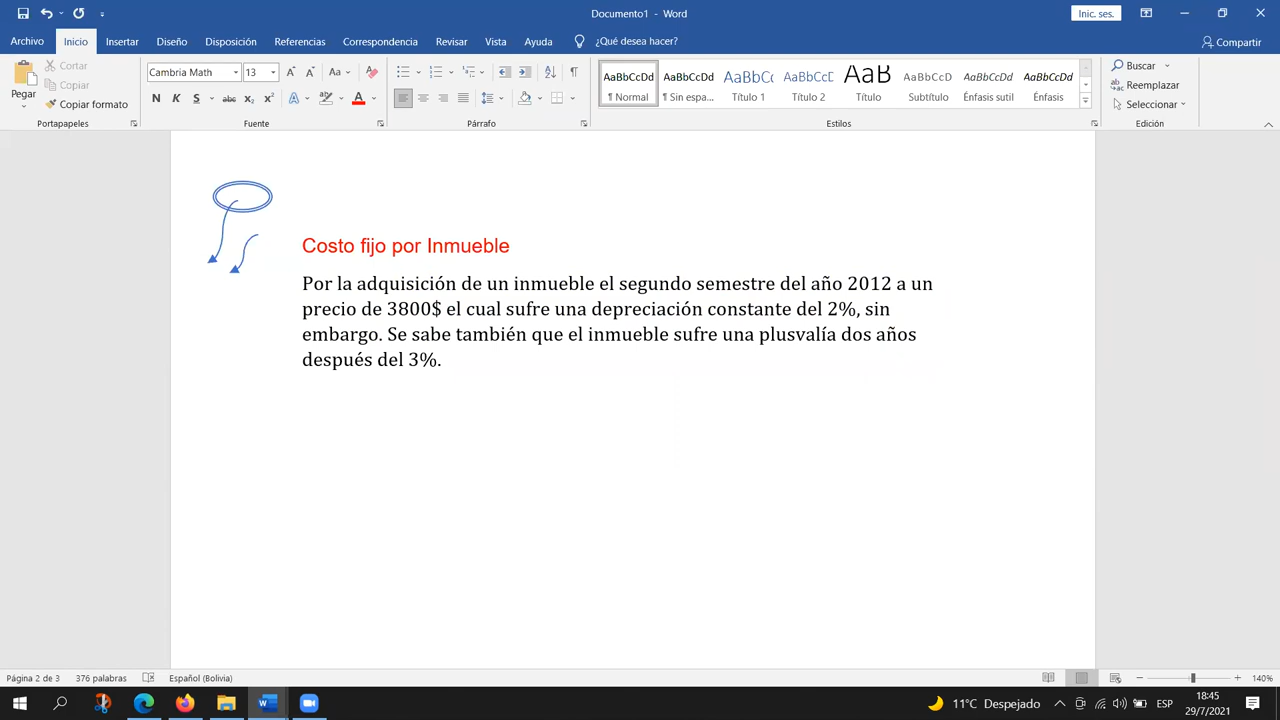 Documento1 - Word
Inic. ses.
Archivo Inicio Insertar Diseño Disposición Referencias Correspondencia Revisar Vista Ayuda ¿Qué desea hacer? Compartir
Pegar
Cortar
Copiar
Copiar formato
Portapapeles
Cambria Math 13 Aa
N K S abc x₂ x² A A
Fuente
Párrafo
AaBbCcDd AaBbCcDd AaBbCc AaBbCcD AaB AaBbCcD AaBbCcDd AaBbCcDd
¶ Normal ¶ Sin espa... Título 1 Título 2 Título Subtítulo Énfasis sutil Énfasis
Estilos
Buscar
Reemplazar
Seleccionar
Edición
Costo fijo por Inmueble
Por la adquisición de un inmueble el segundo semestre del año 2012 a un
precio de 3800$ el cual sufre una depreciación constante del 2%, sin
embargo. Se sabe también que el inmueble sufre una plusvalía dos años
después del 3%.
Página 2 de 3 376 palabras Español (Bolivia) 140%
11°C Despejado ESP 18:45
29/7/2021